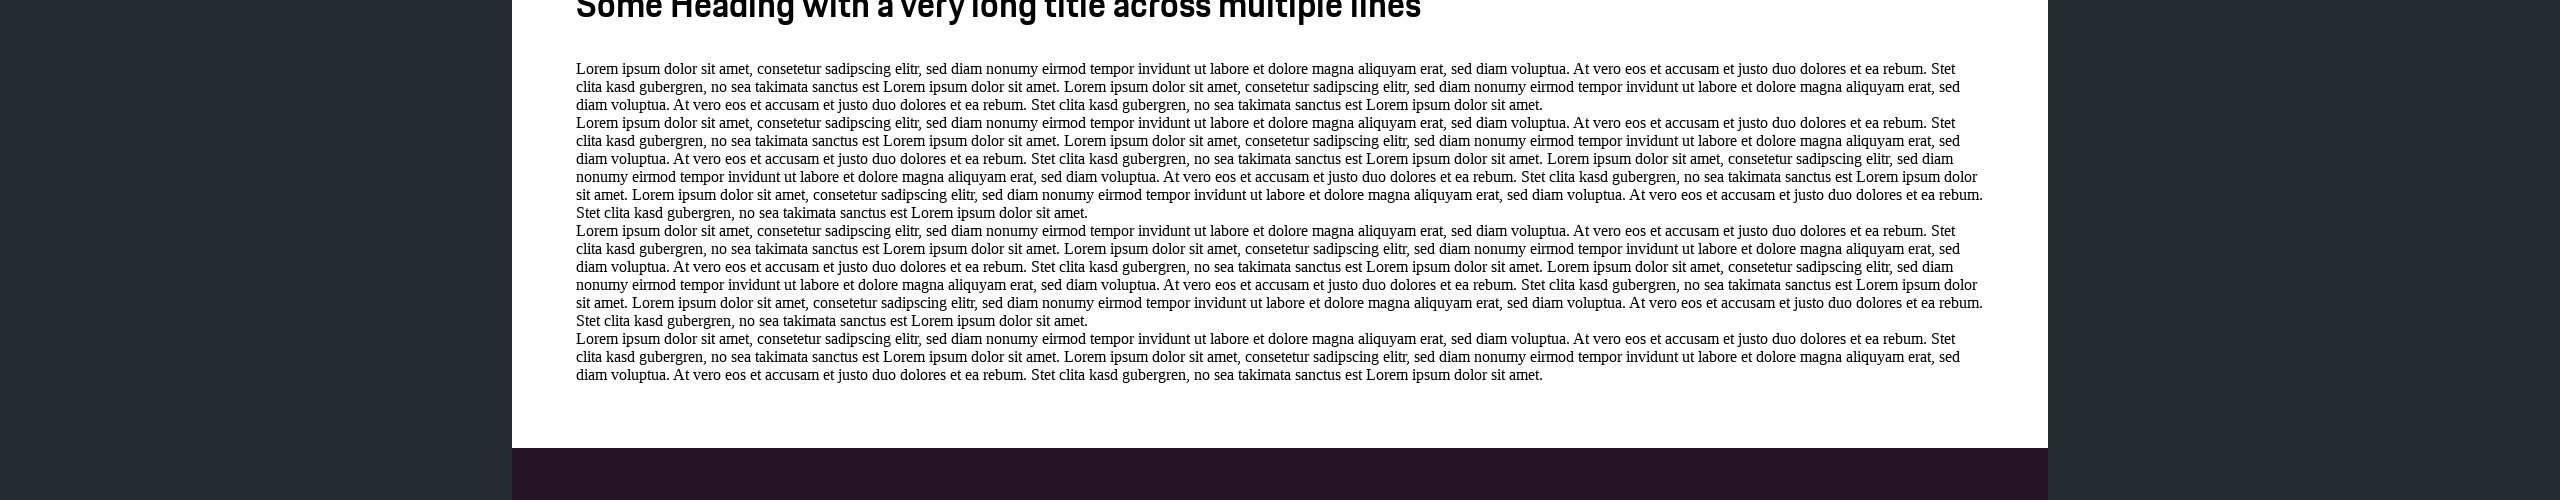 Some Heading with a very long title across multiple lines
Lorem ipsum dolor sit amet, consetetur sadipscing elitr, sed diam nonumy eirmod tempor invidunt ut labore et dolore magna aliquyam erat, sed diam voluptua. At vero eos et accusam et justo duo dolores et ea rebum. Stet
clita kasd gubergren, no sea takimata sanctus est Lorem ipsum dolor sit amet. Lorem ipsum dolor sit amet, consetetur sadipscing elitr, sed diam nonumy eirmod tempor invidunt ut labore et dolore magna aliquyam erat, sed
diam voluptua. At vero eos et accusam et justo duo dolores et ea rebum. Stet clita kasd gubergren, no sea takimata sanctus est Lorem ipsum dolor sit amet.
Lorem ipsum dolor sit amet, consetetur sadipscing elitr, sed diam nonumy eirmod tempor invidunt ut labore et dolore magna aliquyam erat, sed diam voluptua. At vero eos et accusam et justo duo dolores et ea rebum. Stet
clita kasd gubergren, no sea takimata sanctus est Lorem ipsum dolor sit amet. Lorem ipsum dolor sit amet, consetetur sadipscing elitr, sed diam nonumy eirmod tempor invidunt ut labore et dolore magna aliquyam erat, sed
diam voluptua. At vero eos et accusam et justo duo dolores et ea rebum. Stet clita kasd gubergren, no sea takimata sanctus est Lorem ipsum dolor sit amet. Lorem ipsum dolor sit amet, consetetur sadipscing elitr, sed diam
nonumy eirmod tempor invidunt ut labore et dolore magna aliquyam erat, sed diam voluptua. At vero eos et accusam et justo duo dolores et ea rebum. Stet clita kasd gubergren, no sea takimata sanctus est Lorem ipsum dolor
sit amet. Lorem ipsum dolor sit amet, consetetur sadipscing elitr, sed diam nonumy eirmod tempor invidunt ut labore et dolore magna aliquyam erat, sed diam voluptua. At vero eos et accusam et justo duo dolores et ea rebum.
Stet clita kasd gubergren, no sea takimata sanctus est Lorem ipsum dolor sit amet.
Lorem ipsum dolor sit amet, consetetur sadipscing elitr, sed diam nonumy eirmod tempor invidunt ut labore et dolore magna aliquyam erat, sed diam voluptua. At vero eos et accusam et justo duo dolores et ea rebum. Stet
clita kasd gubergren, no sea takimata sanctus est Lorem ipsum dolor sit amet. Lorem ipsum dolor sit amet, consetetur sadipscing elitr, sed diam nonumy eirmod tempor invidunt ut labore et dolore magna aliquyam erat, sed
diam voluptua. At vero eos et accusam et justo duo dolores et ea rebum. Stet clita kasd gubergren, no sea takimata sanctus est Lorem ipsum dolor sit amet. Lorem ipsum dolor sit amet, consetetur sadipscing elitr, sed diam
nonumy eirmod tempor invidunt ut labore et dolore magna aliquyam erat, sed diam voluptua. At vero eos et accusam et justo duo dolores et ea rebum. Stet clita kasd gubergren, no sea takimata sanctus est Lorem ipsum dolor
sit amet. Lorem ipsum dolor sit amet, consetetur sadipscing elitr, sed diam nonumy eirmod tempor invidunt ut labore et dolore magna aliquyam erat, sed diam voluptua. At vero eos et accusam et justo duo dolores et ea rebum.
Stet clita kasd gubergren, no sea takimata sanctus est Lorem ipsum dolor sit amet.
Lorem ipsum dolor sit amet, consetetur sadipscing elitr, sed diam nonumy eirmod tempor invidunt ut labore et dolore magna aliquyam erat, sed diam voluptua. At vero eos et accusam et justo duo dolores et ea rebum. Stet
clita kasd gubergren, no sea takimata sanctus est Lorem ipsum dolor sit amet. Lorem ipsum dolor sit amet, consetetur sadipscing elitr, sed diam nonumy eirmod tempor invidunt ut labore et dolore magna aliquyam erat, sed
diam voluptua. At vero eos et accusam et justo duo dolores et ea rebum. Stet clita kasd gubergren, no sea takimata sanctus est Lorem ipsum dolor sit amet.